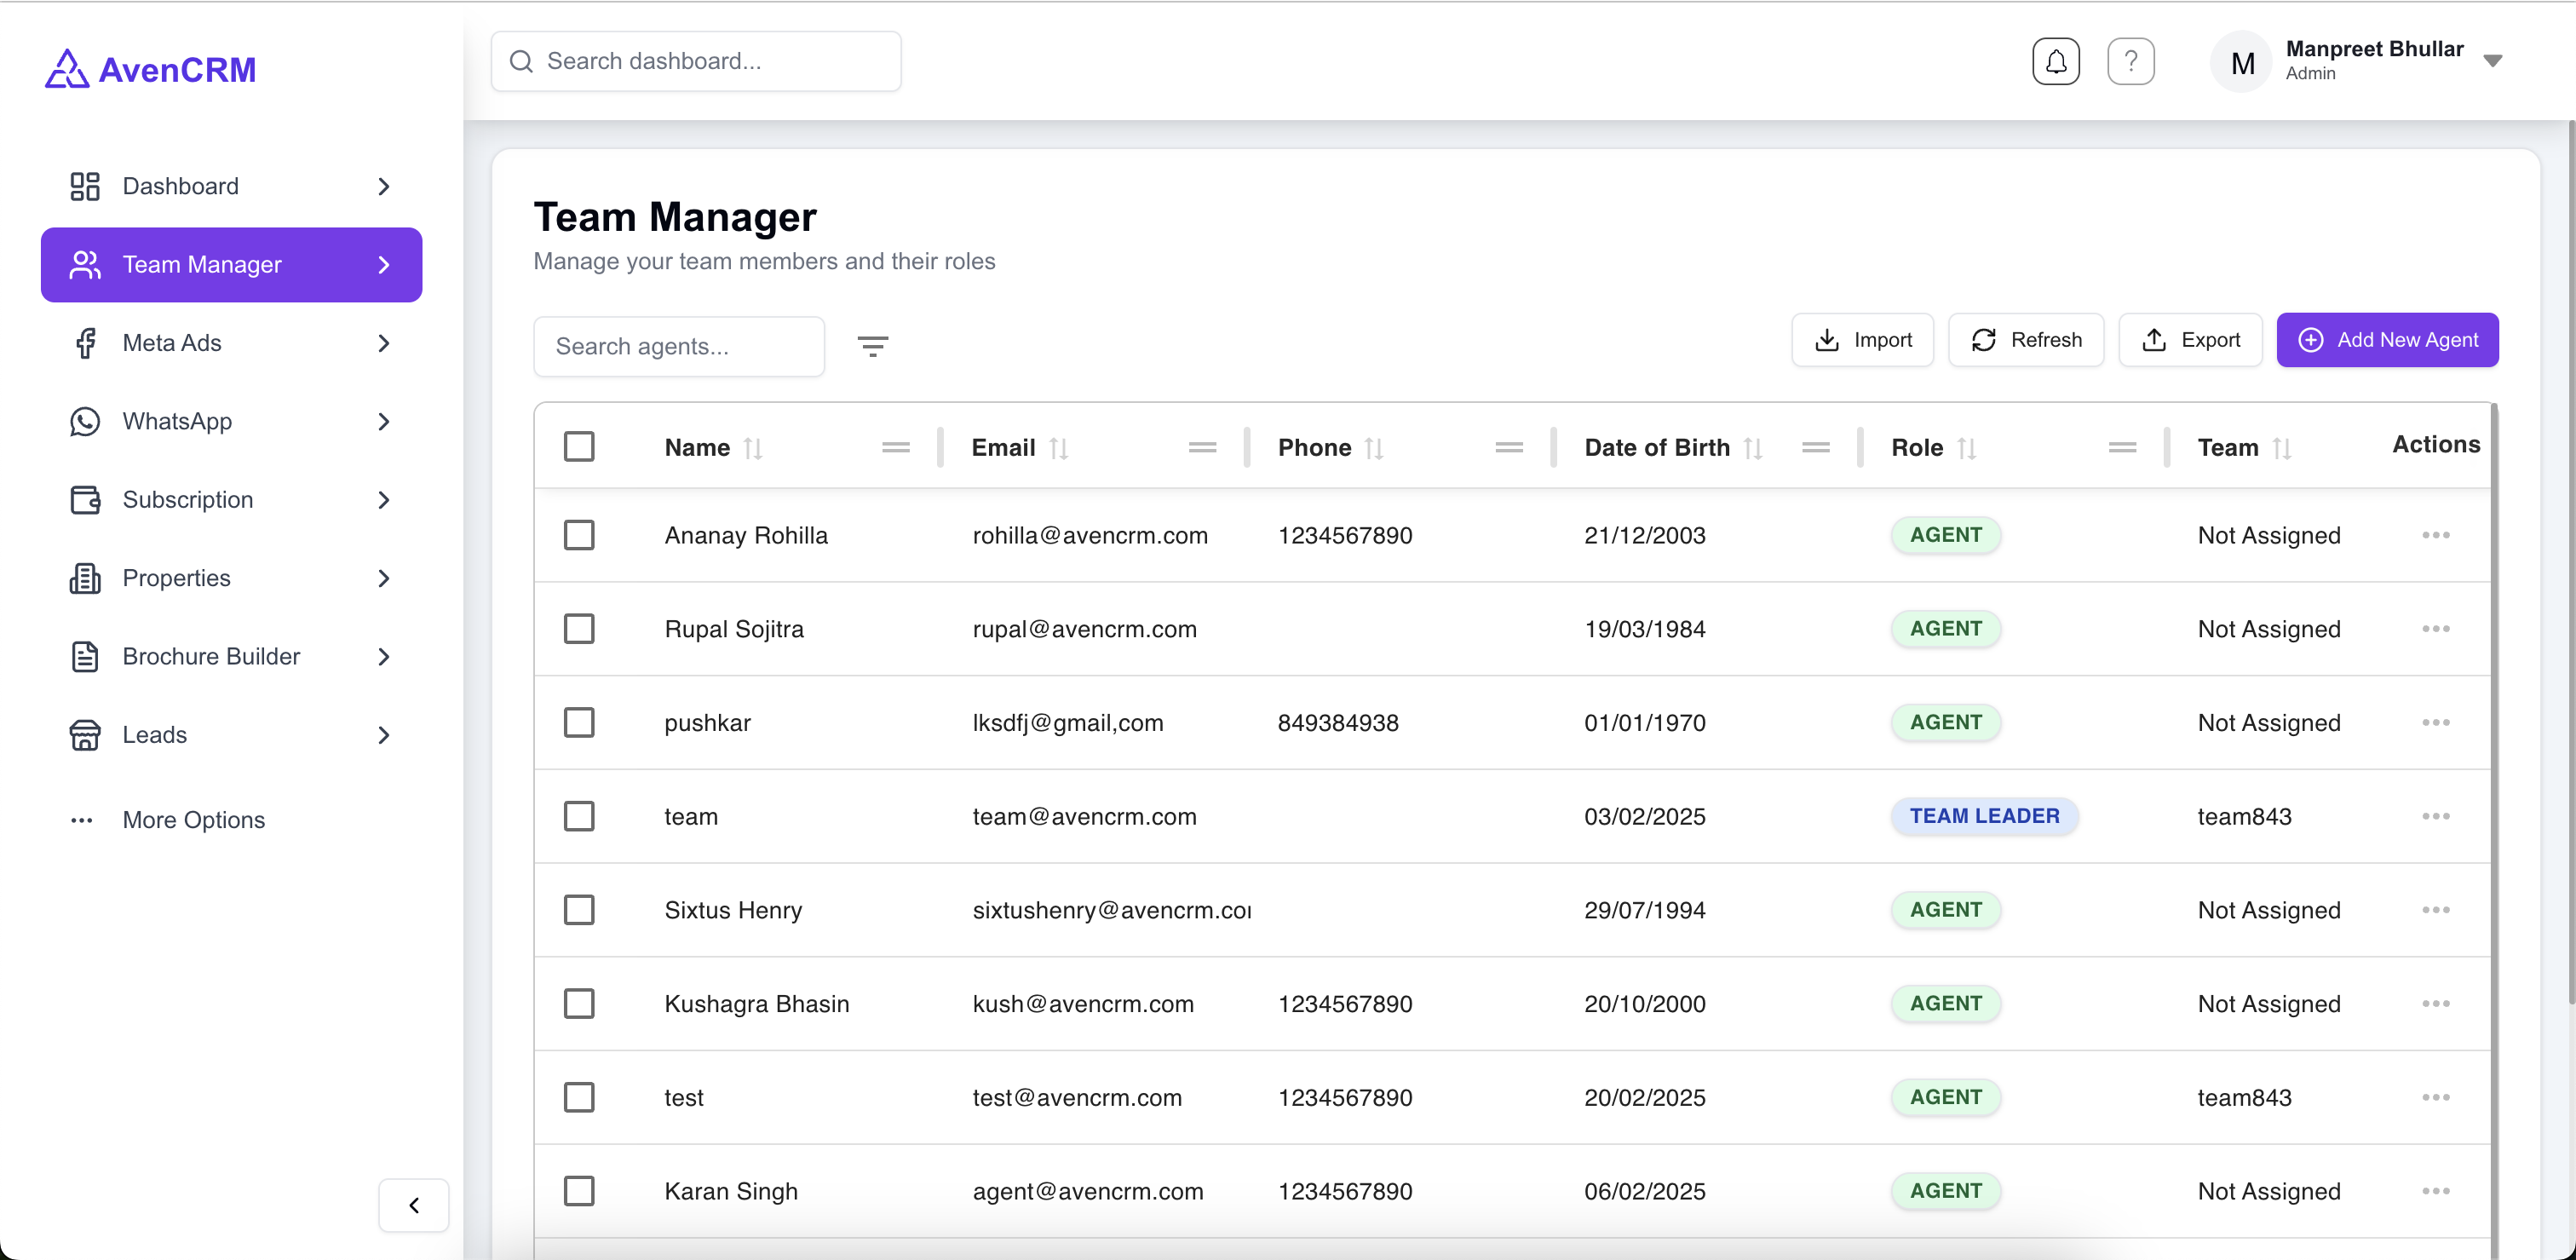 AvenCRM
Search dashboard...
?
M
Manpreet Bhullar
Admin
Dashboard
Team Manager
Meta Ads
WhatsApp
Subscription
Properties
Brochure Builder
Leads
More Options
Team Manager
Manage your team members and their roles
Search agents...
Import
Refresh
Export
Add New Agent
Name Email Phone Date of Birth Role Team Actions
Ananay Rohilla rohilla@avencrm.com 1234567890 21/12/2003 AGENT Not Assigned
Rupal Sojitra rupal@avencrm.com 19/03/1984 AGENT Not Assigned
pushkar lksdfj@gmail,com 849384938 01/01/1970 AGENT Not Assigned
team team@avencrm.com 03/02/2025 TEAM LEADER team843
Sixtus Henry sixtushenry@avencrm.co 29/07/1994 AGENT Not Assigned
Kushagra Bhasin kush@avencrm.com 1234567890 20/10/2000 AGENT Not Assigned
test test@avencrm.com 1234567890 20/02/2025 AGENT team843
Karan Singh agent@avencrm.com 1234567890 06/02/2025 AGENT Not Assigned